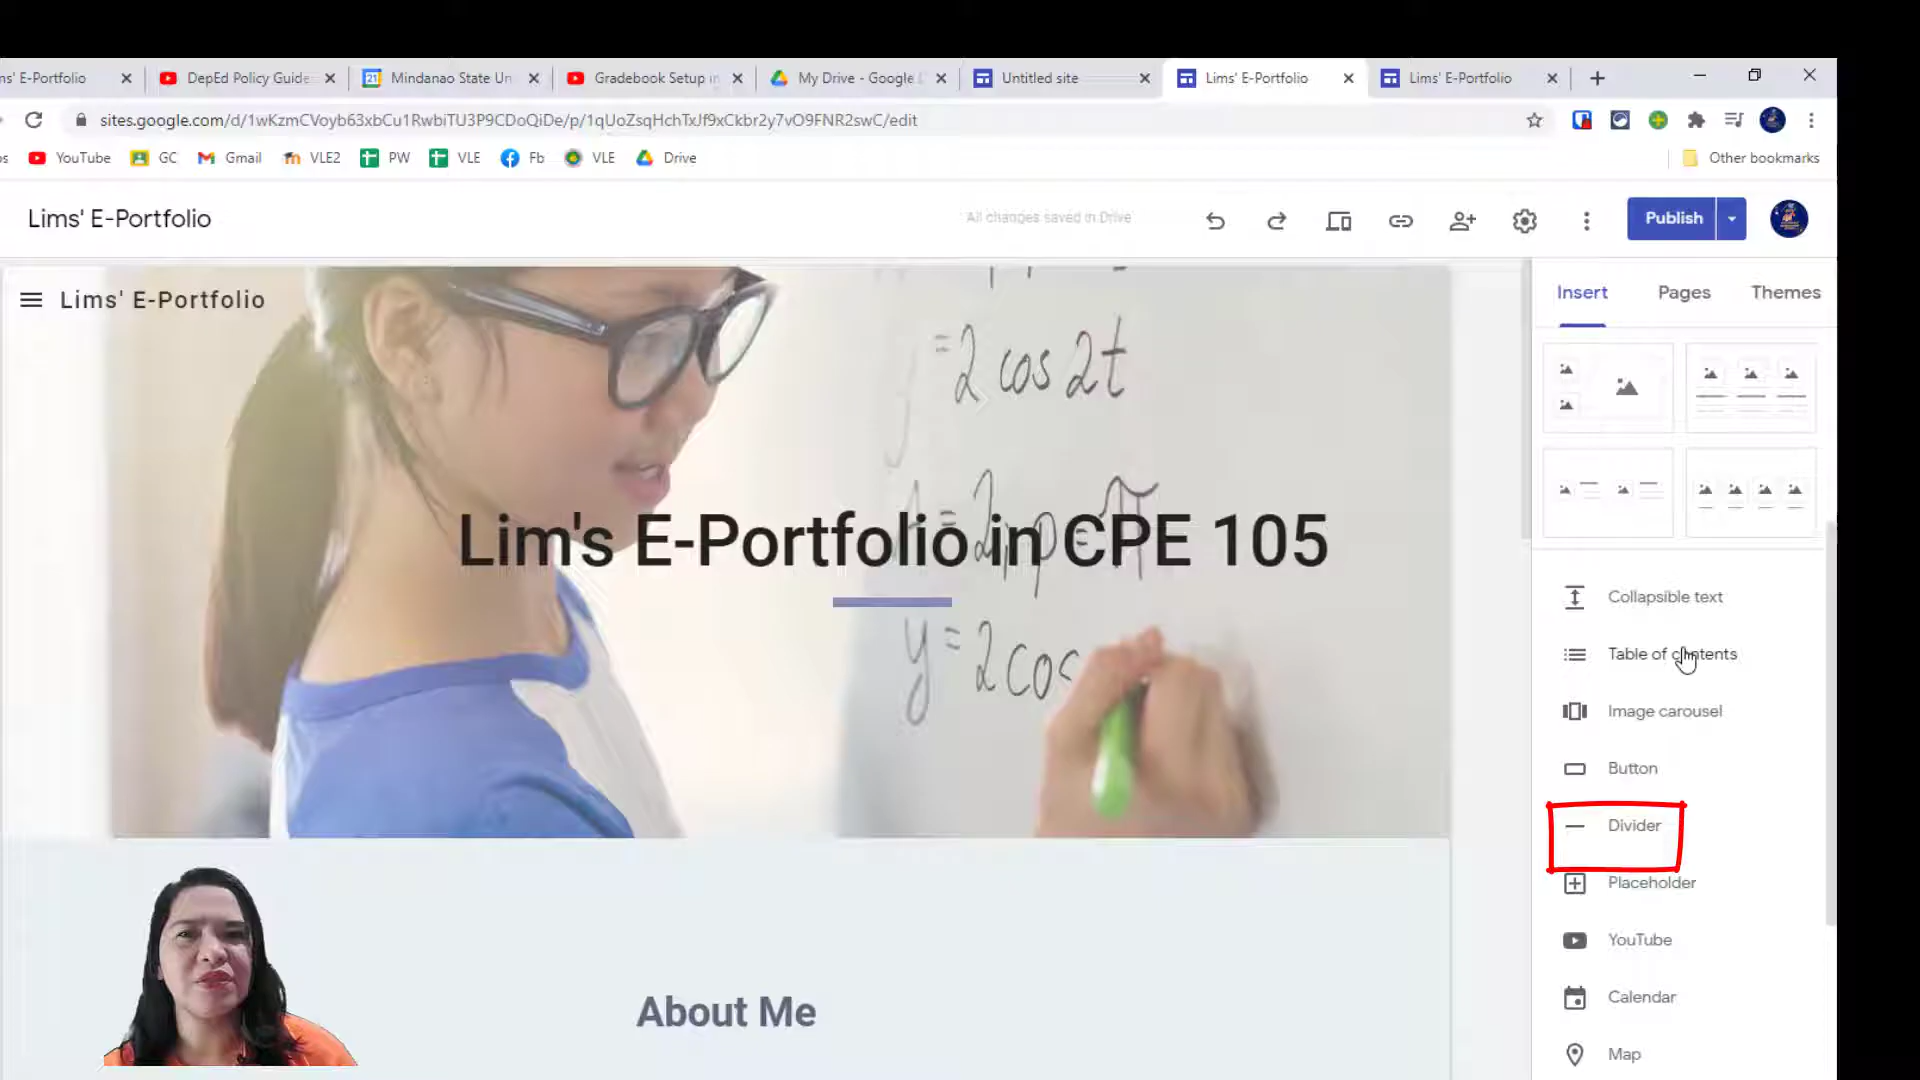 ns' E-Portfolio
DepEd Policy Guide
Mindanao State Un
Gradebook Setup in
My Drive - Google
Untitled site
Lims' E-Portfolio
Lims' E-Portfolio
sites.google.com/d/1wKzmCVoyb63xbCu1RwbiTU3P9CDoQiDe/p/1qUoZsqHchTxJf9xCkbr2y7vO9FNR2swC/edit
YouTube
GC
Gmail
VLE2
PW
VLE
Fb
VLE
Drive
Other bookmarks
Lims' E-Portfolio
All changes saved in Drive
Publish
Lims' E-Portfolio
Insert
Pages
Themes
= 2 cos 2t
Lim's E-Portfolio in CPE 105
y = 2 cos
Collapsible text
Table of contents
Image carousel
Button
Divider
Placeholder
YouTube
Calendar
Map
About Me